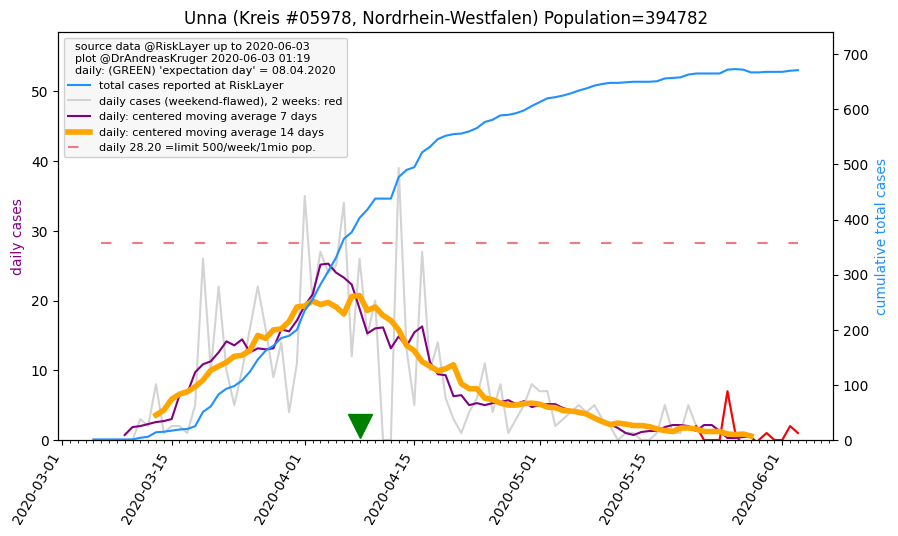 Unna (Kreis #05978, Nordrhein-Westfalen) Population=394782
source data @RiskLayer up to 2020-06-03
plot @DrAndreasKruger 2020-06-03 01:19
daily: (GREEN) 'expectation day' = 08.04.2020
total cases reported at RiskLayer
daily cases (weekend-flawed), 2 weeks: red
daily: centered moving average 7 days
daily: centered moving average 14 days
daily 28.20 =limit 500/week/1mio pop.
daily cases
50
40
30
20
10
0
cumulative total cases
700
600
500
400
300
200
100
0
2020-03-01
2020-03-15
2020-04-01
2020-04-15
2020-05-01
2020-05-15
2020-06-01